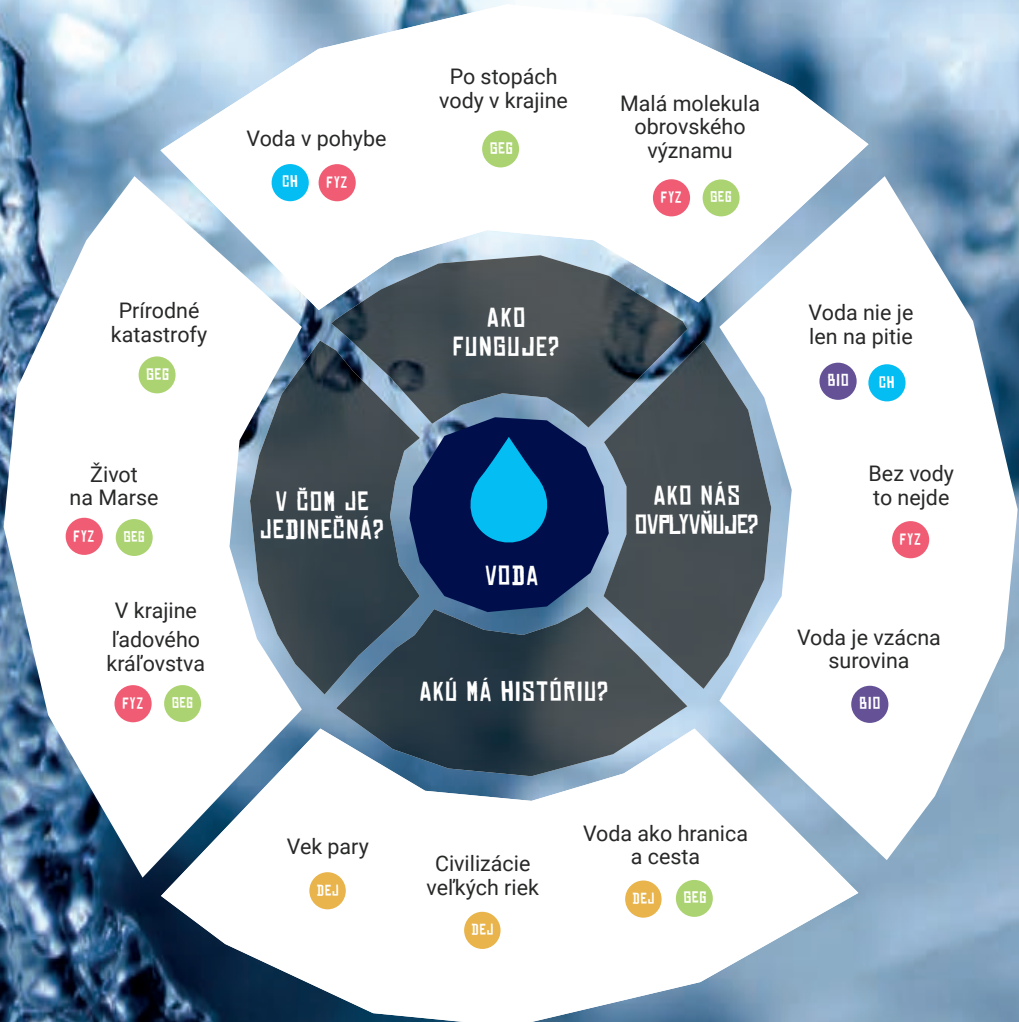 Po stopách
vody v krajine
GEG
Malá molekula
obrovského
významu
FYZ GEG
Voda v pohybe
CH FYZ
Voda nie je
len na pitie
BIO CH
Bez vody
to nejde
FYZ
Voda je vzácna
surovina
BIO
Voda ako hranica
a cesta
DEJ GEG
Civilizácie
veľkých riek
DEJ
Vek pary
DEJ
V krajine
ľadového
kráľovstva
FYZ GEG
Život
na Marse
FYZ GEG
Prírodné
katastrofy
GEG
AKO
FUNGUJE?
AKO NÁS
OVPLYVŇUJE?
AKÚ MÁ HISTÓRIU?
V ČOM JE
JEDINEČNÁ?
VODA